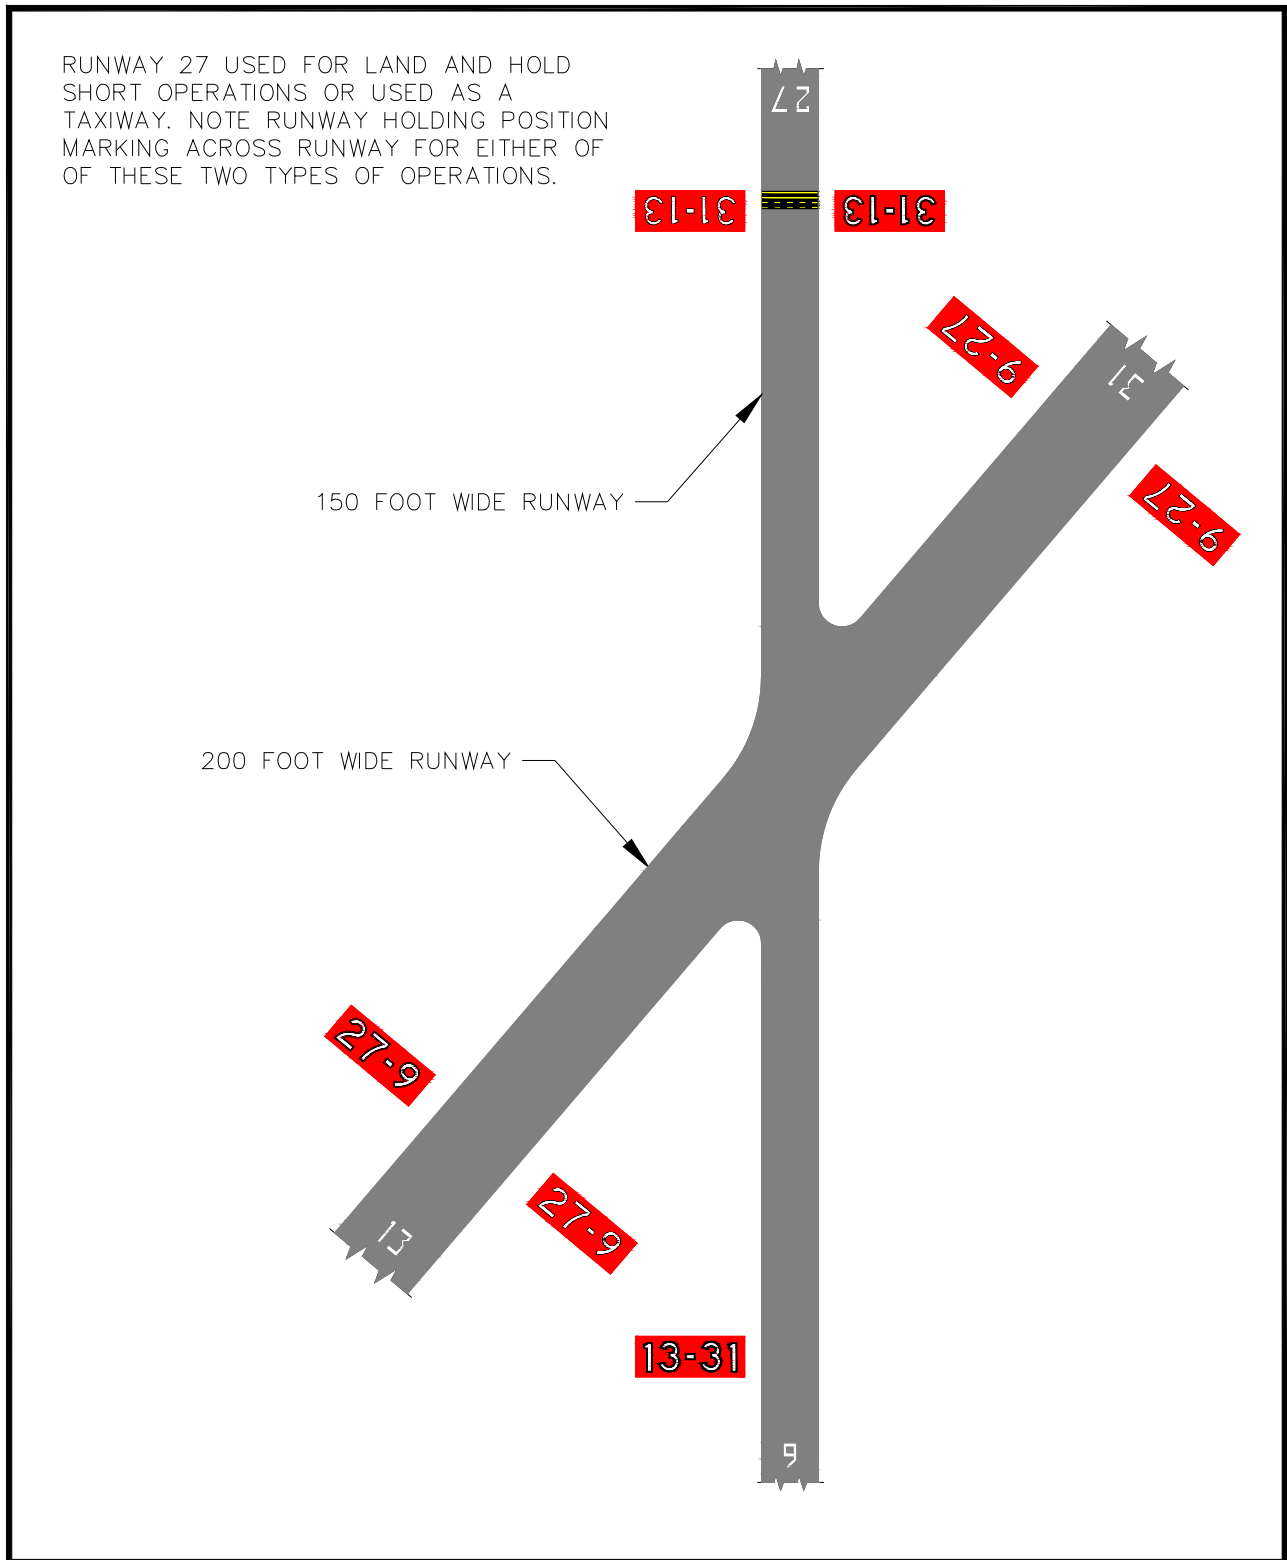 RUNWAY 27 USED FOR LAND AND HOLD
SHORT OPERATIONS OR USED AS A
TAXIWAY. NOTE RUNWAY HOLDING POSITION
MARKING ACROSS RUNWAY FOR EITHER OF
OF THESE TWO TYPES OF OPERATIONS.
27
31-13
31-13
9-27
31
9-27
150 FOOT WIDE RUNWAY
200 FOOT WIDE RUNWAY
27-9
27-9
13
13-31
9